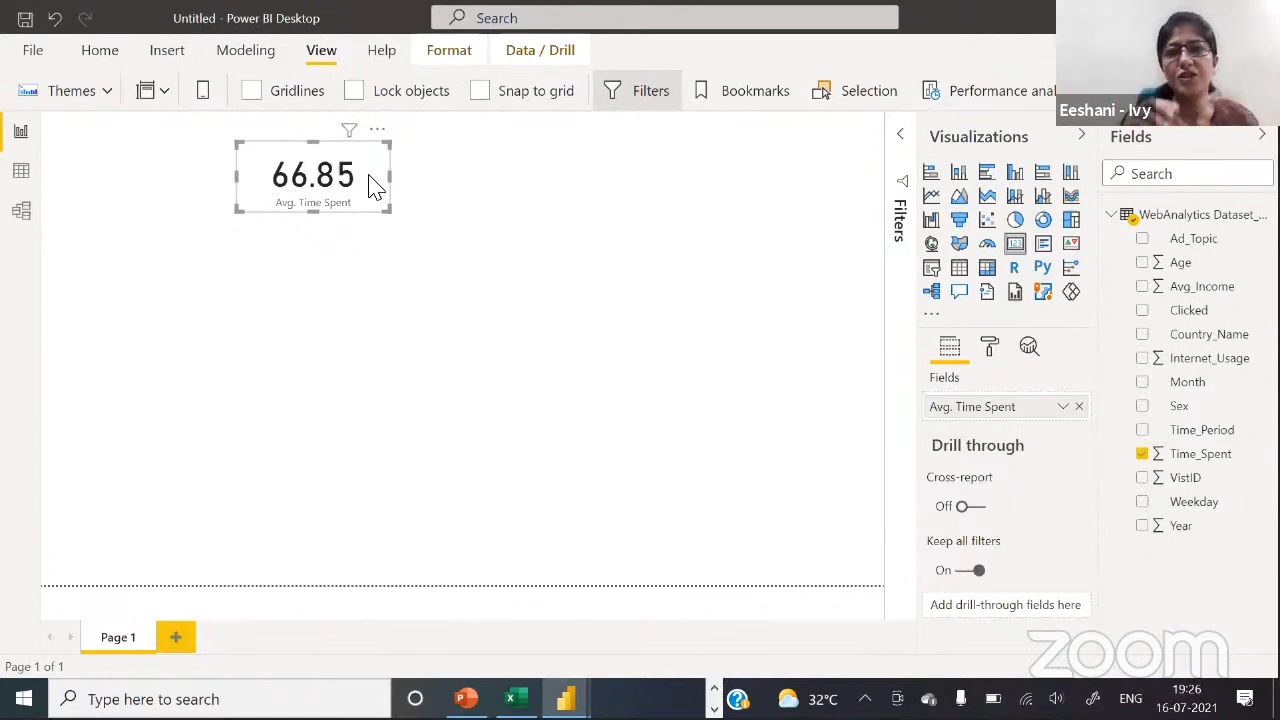 Untitled - Power BI Desktop
Search
File
Home
Insert
Modeling
View
Help
Format
Data / Drill
Themes
Gridlines
Lock objects
Snap to grid
Filters
Bookmarks
Selection
Performance anal
Eeshani - Ivy
66.85
Avg. Time Spent
Filters
Visualizations
123
R
Py
Fields
Avg. Time Spent
Drill through
Cross-report
Off
Keep all filters
On
Add drill-through fields here
Fields
Search
WebAnalytics Dataset_...
Ad_Topic
Age
Avg_Income
Clicked
Country_Name
Internet_Usage
Month
Sex
Time_Period
Time_Spent
VistID
Weekday
Year
Page 1
Page 1 of 1
zoom
Type here to search
32°C
ENG
19:26
16-07-2021